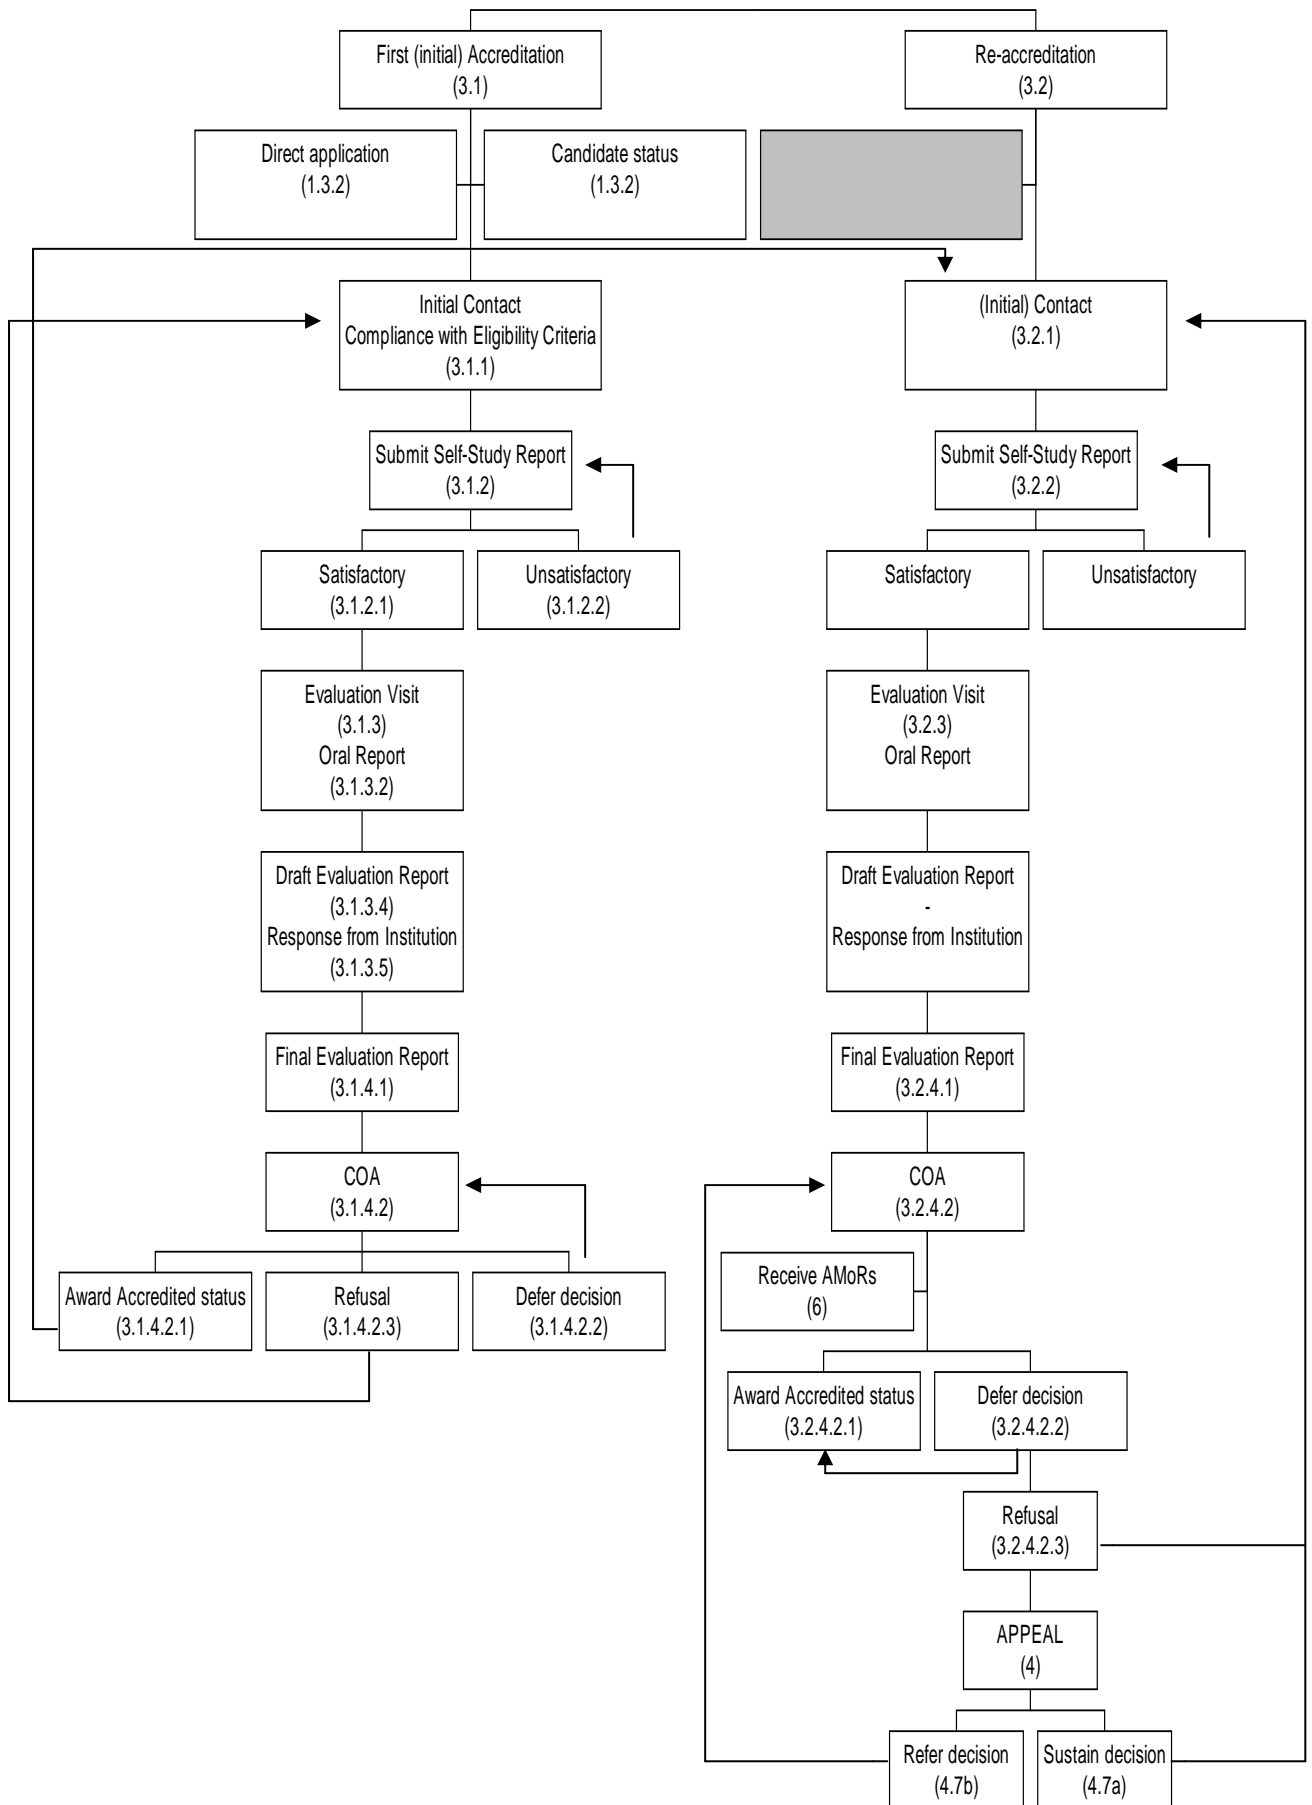 First (initial) Accreditation
(3.1)
Re-accreditation
(3.2)
Direct application
(1.3.2)
Candidate status
(1.3.2)
Initial Contact
Compliance with Eligibility Criteria
(3.1.1)
(Initial) Contact
(3.2.1)
Submit Self-Study Report
(3.1.2)
Submit Self-Study Report
(3.2.2)
Satisfactory
(3.1.2.1)
Unsatisfactory
(3.1.2.2)
Satisfactory
Unsatisfactory
Evaluation Visit
(3.1.3)
Oral Report
(3.1.3.2)
Evaluation Visit
(3.2.3)
Oral Report
Draft Evaluation Report
(3.1.3.4)
Response from Institution
(3.1.3.5)
Draft Evaluation Report
-
Response from Institution
Final Evaluation Report
(3.1.4.1)
Final Evaluation Report
(3.2.4.1)
COA
(3.1.4.2)
COA
(3.2.4.2)
Receive AMoRs
(6)
Award Accredited status
(3.1.4.2.1)
Refusal
(3.1.4.2.3)
Defer decision
(3.1.4.2.2)
Award Accredited status
(3.2.4.2.1)
Defer decision
(3.2.4.2.2)
Refusal
(3.2.4.2.3)
APPEAL
(4)
Refer decision
(4.7b)
Sustain decision
(4.7a)